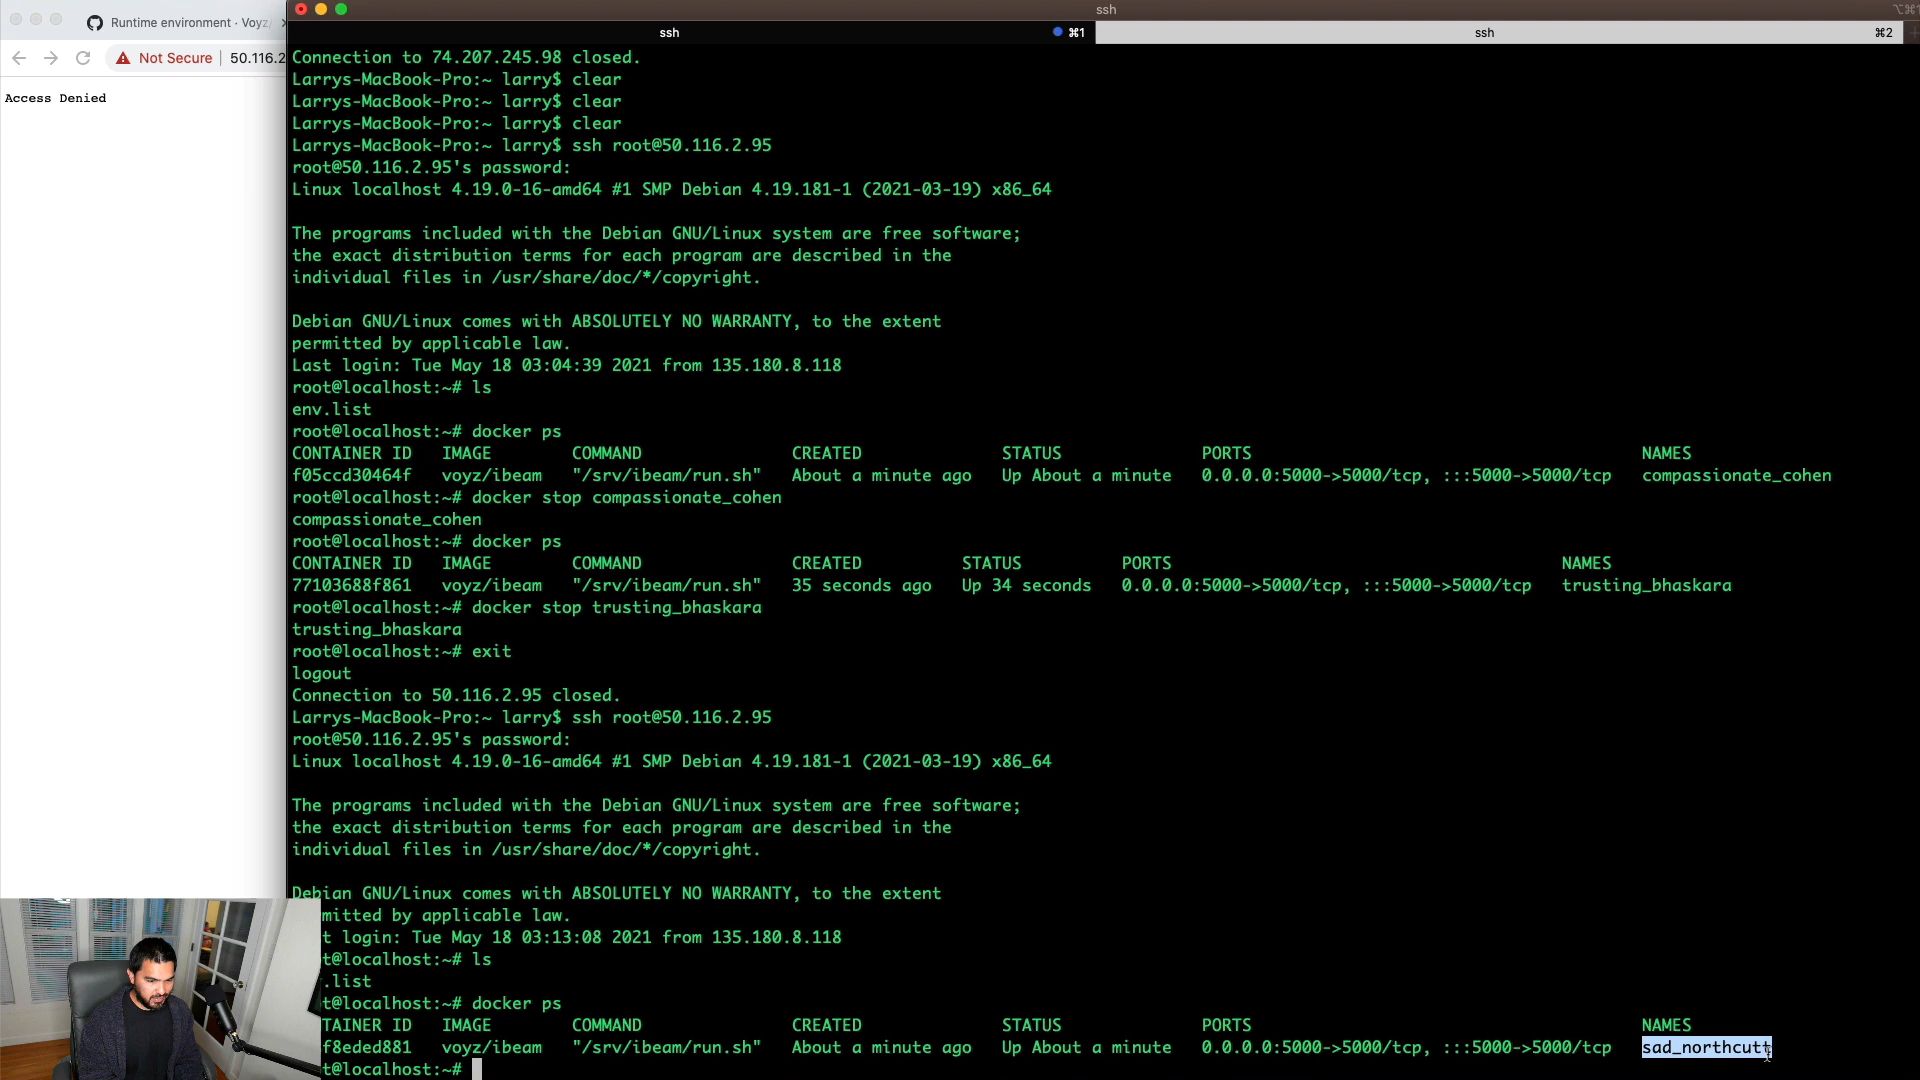 Runtime environment · Voyz/
ssh
Not Secure | 50.116.2
Access Denied
ssh ⌘1
ssh ⌘2
Connection to 74.207.245.98 closed.
Larrys-MacBook-Pro:~ larry$ clear
Larrys-MacBook-Pro:~ larry$ clear
Larrys-MacBook-Pro:~ larry$ clear
Larrys-MacBook-Pro:~ larry$ ssh root@50.116.2.95
root@50.116.2.95's password:
Linux localhost 4.19.0-16-amd64 #1 SMP Debian 4.19.181-1 (2021-03-19) x86_64
The programs included with the Debian GNU/Linux system are free software;
the exact distribution terms for each program are described in the
individual files in /usr/share/doc/*/copyright.
Debian GNU/Linux comes with ABSOLUTELY NO WARRANTY, to the extent
permitted by applicable law.
Last login: Tue May 18 03:04:39 2021 from 135.180.8.118
root@localhost:~# ls
env.list
root@localhost:~# docker ps
CONTAINER ID IMAGE COMMAND CREATED STATUS PORTS NAMES
f05ccd30464f voyz/ibeam "/srv/ibeam/run.sh" About a minute ago Up About a minute 0.0.0.0:5000->5000/tcp, :::5000->5000/tcp compassionate_cohen
root@localhost:~# docker stop compassionate_cohen
compassionate_cohen
root@localhost:~# docker ps
CONTAINER ID IMAGE COMMAND CREATED STATUS PORTS NAMES
77103688f861 voyz/ibeam "/srv/ibeam/run.sh" 35 seconds ago Up 34 seconds 0.0.0.0:5000->5000/tcp, :::5000->5000/tcp trusting_bhaskara
root@localhost:~# docker stop trusting_bhaskara
trusting_bhaskara
root@localhost:~# exit
logout
Connection to 50.116.2.95 closed.
Larrys-MacBook-Pro:~ larry$ ssh root@50.116.2.95
root@50.116.2.95's password:
Linux localhost 4.19.0-16-amd64 #1 SMP Debian 4.19.181-1 (2021-03-19) x86_64
The programs included with the Debian GNU/Linux system are free software;
the exact distribution terms for each program are described in the
individual files in /usr/share/doc/*/copyright.
Debian GNU/Linux comes with ABSOLUTELY NO WARRANTY, to the extent
mitted by applicable law.
t login: Tue May 18 03:13:08 2021 from 135.180.8.118
t@localhost:~# ls
.list
t@localhost:~# docker ps
TAINER ID IMAGE COMMAND CREATED STATUS PORTS NAMES
f8eded881 voyz/ibeam "/srv/ibeam/run.sh" About a minute ago Up About a minute 0.0.0.0:5000->5000/tcp, :::5000->5000/tcp sad_northcutt
t@localhost:~#